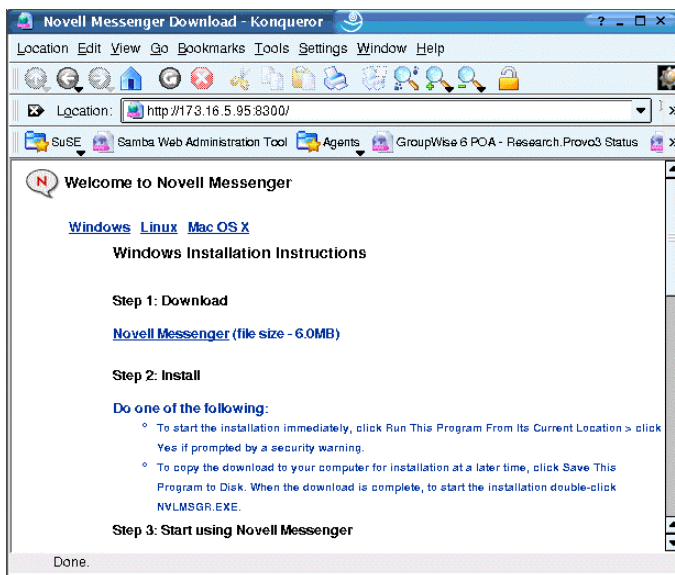 Novell Messenger Download - Konqueror
Location Edit View Go Bookmarks Tools Settings Window Help
Location: http://173.16.5.95:8300/
SuSE Samba Web Administration Tool Agents GroupWise 6 POA - Research.Provo3 Status
N Welcome to Novell Messenger
Windows Linux Mac OS X
Windows Installation Instructions
Step 1: Download
Novell Messenger (file size - 6.0MB)
Step 2: Install
Do one of the following:
° To start the installation immediately, click Run This Program From Its Current Location > click
Yes if prompted by a security warning.
° To copy the download to your computer for installation at a later time, click Save This
Program to Disk. When the download is complete, to start the installation double-click
NVLMSGR.EXE.
Step 3: Start using Novell Messenger
Done.